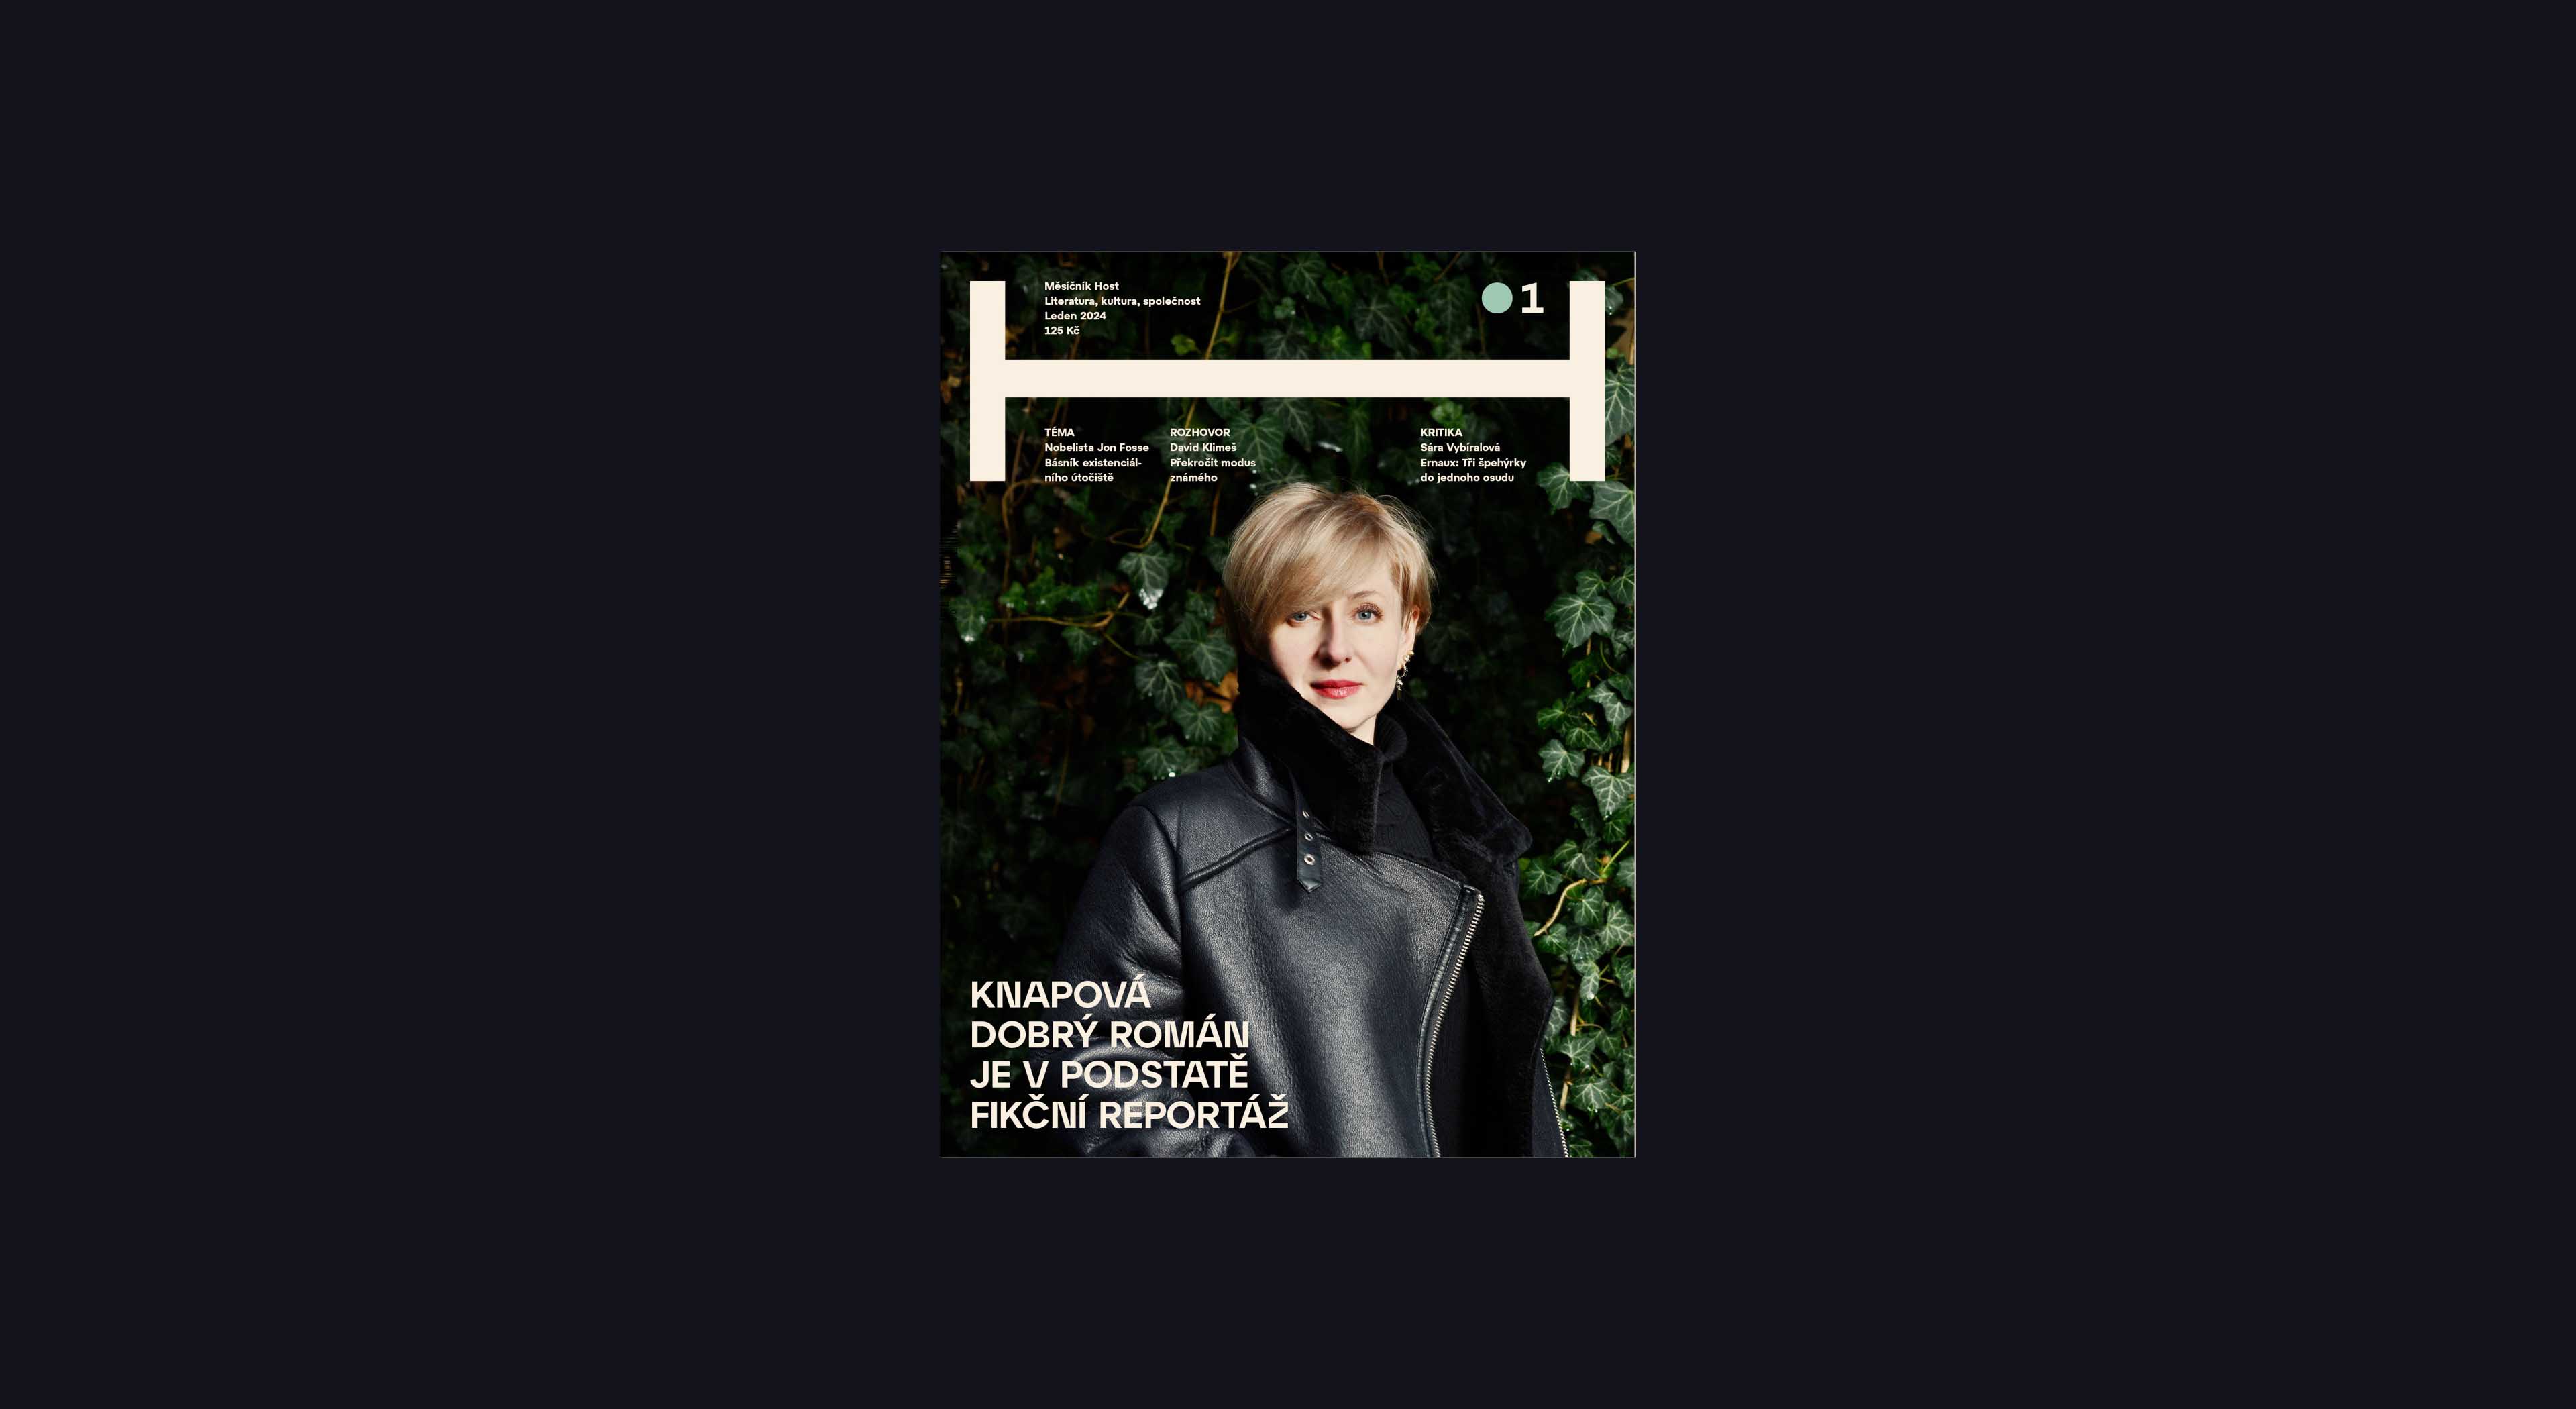 Měsíčník Host
Literatura, kultura, společnost
Leden 2024
125 Kč
1
H
TÉMA
Nobelista Jon Fosse
Básník existenciál-
ního útočiště
ROZHOVOR
David Klimeš
Překročit modus
známého
KRITIKA
Sára Vybíralová
Ernaux: Tři špehýrky
do jednoho osudu
KNAPOVÁ
DOBRÝ ROMÁN
JE V PODSTATĚ
FIKČNÍ REPORTÁŽ